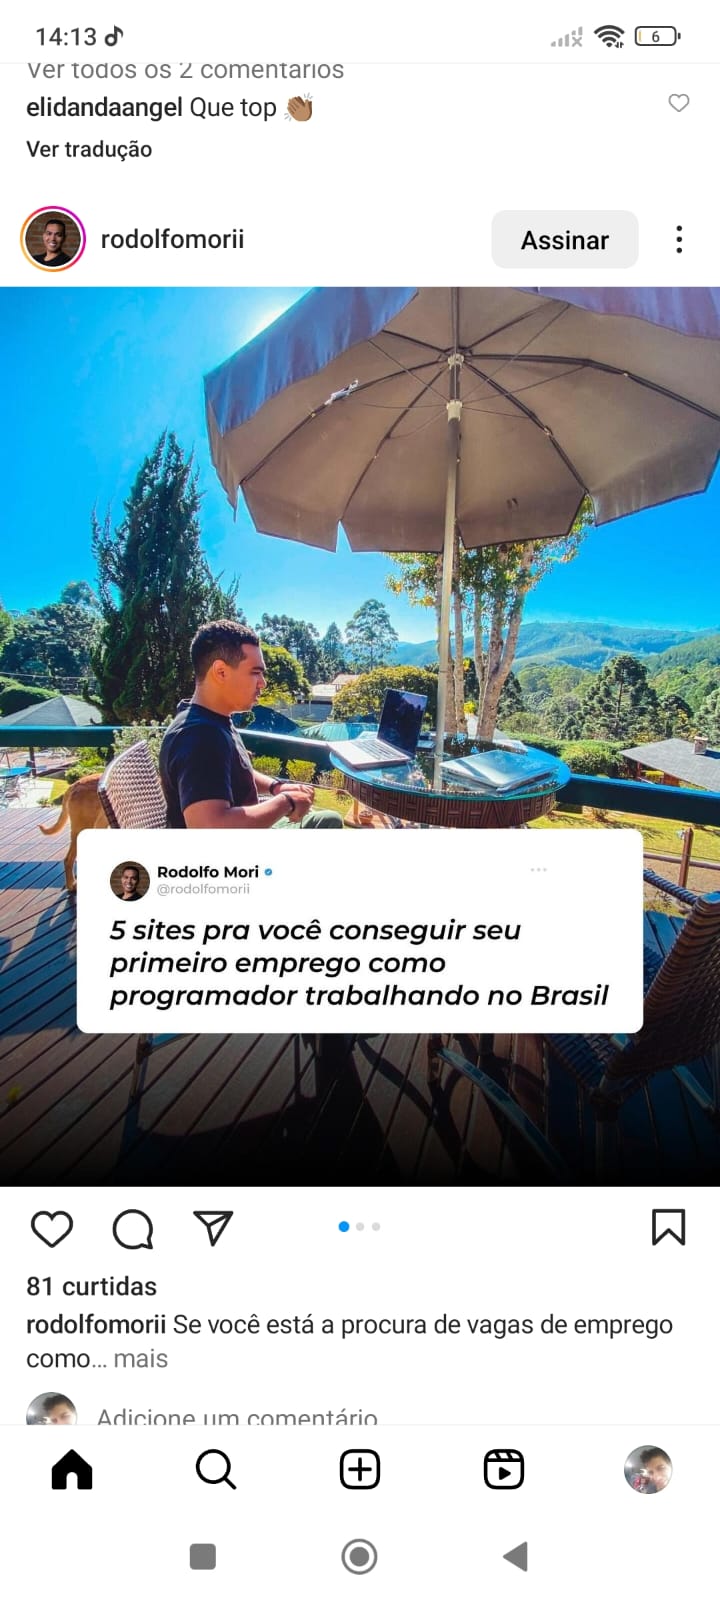 14:13
6
Ver todos os 2 comentários
elidandaangel Que top 👏🏽
Ver tradução
rodolfomorii
Assinar
Rodolfo Mori
@rodolfomorii
5 sites pra você conseguir seu
primeiro emprego como
programador trabalhando no Brasil
81 curtidas
rodolfomorii Se você está a procura de vagas de emprego
como... mais
Adicione um comentário